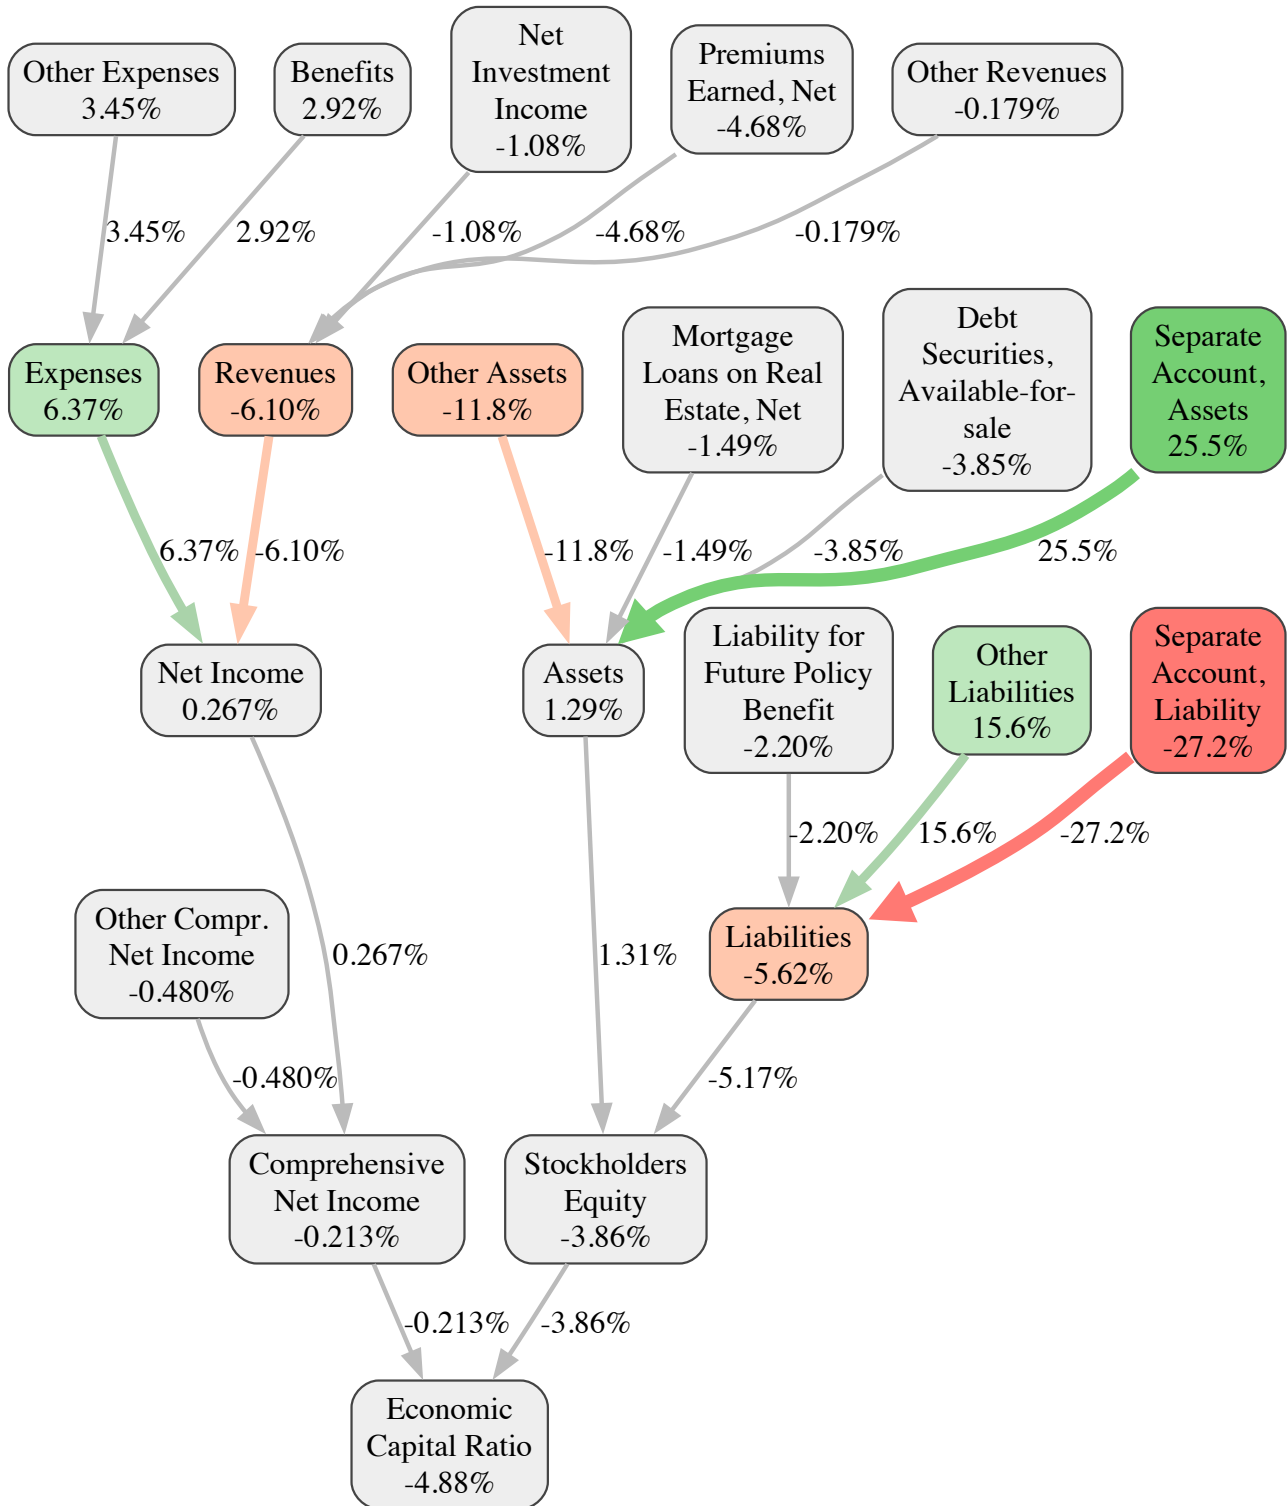 Other Expenses
3.45%
Benefits
2.92%
Net
Investment
Income
-1.08%
Premiums
Earned, Net
-4.68%
Other Revenues
-0.179%
3.45%
2.92%
-1.08%
-4.68%
-0.179%
Expenses
6.37%
Revenues
-6.10%
Other Assets
-11.8%
Mortgage
Loans on Real
Estate, Net
-1.49%
Debt
Securities,
Available-for-
sale
-3.85%
Separate
Account,
Assets
25.5%
6.37%
-6.10%
-11.8%
-1.49%
-3.85%
25.5%
Net Income
0.267%
Assets
1.29%
Liability for
Future Policy
Benefit
-2.20%
Other
Liabilities
15.6%
Separate
Account,
Liability
-27.2%
-2.20%
15.6%
-27.2%
Other Compr.
Net Income
-0.480%
0.267%
1.31%
Liabilities
-5.62%
-0.480%
-5.17%
Comprehensive
Net Income
-0.213%
Stockholders
Equity
-3.86%
-0.213%
-3.86%
Economic
Capital Ratio
-4.88%